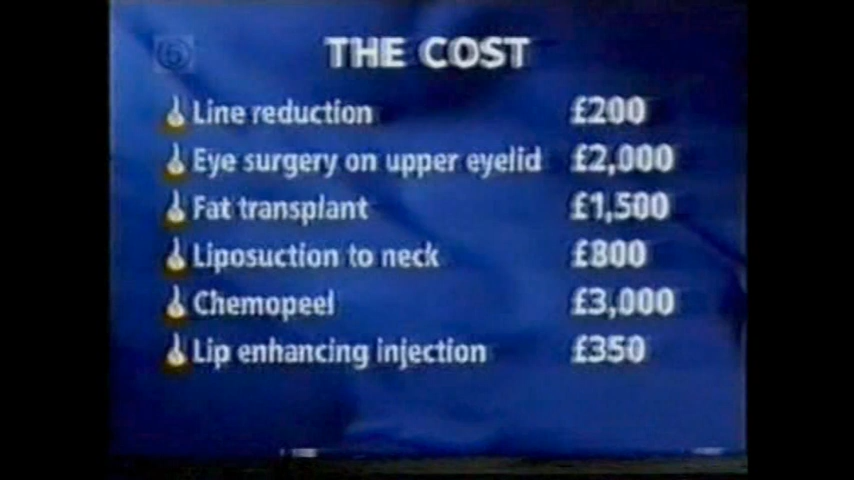 5
THE COST
Line reduction £200
Eye surgery on upper eyelid £2,000
Fat transplant £1,500
Liposuction to neck £800
Chemopeel £3,000
Lip enhancing injection £350